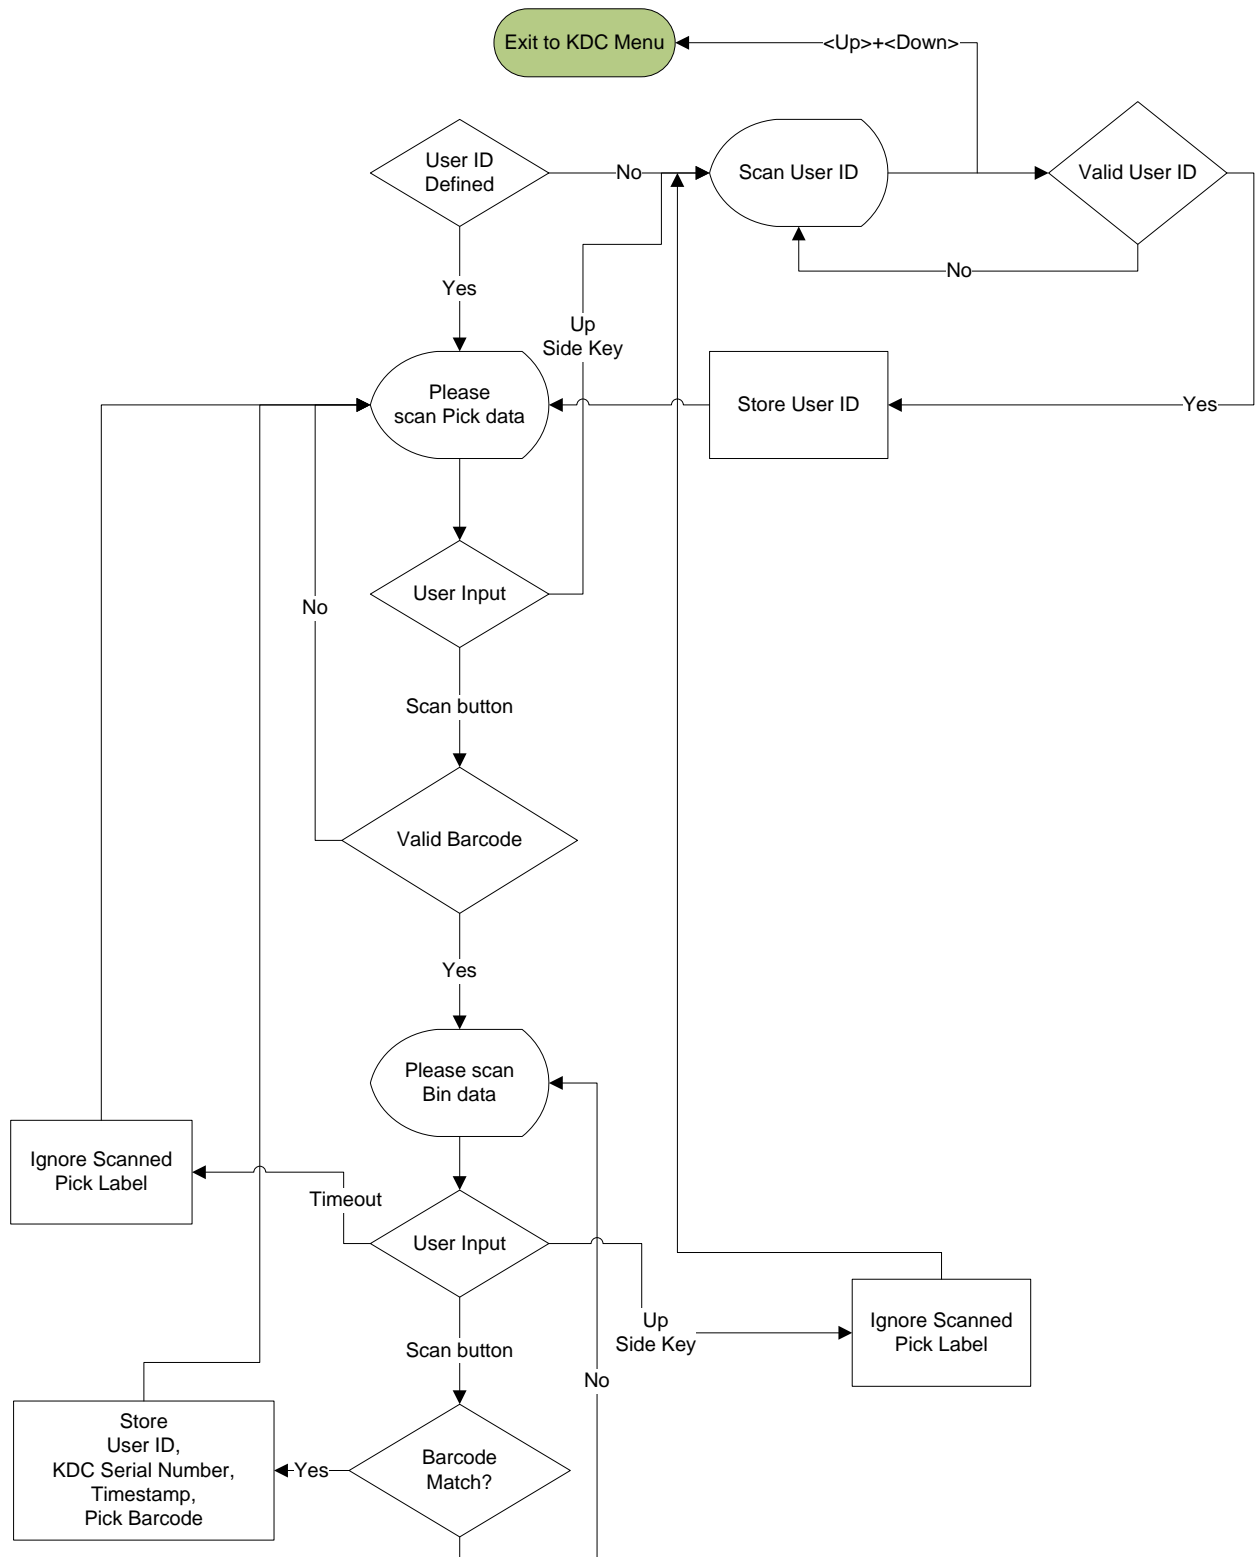 Exit to KDC Menu
<Up>+<Down>
User ID
Defined
No
Scan User ID
Valid User ID
No
Yes
Up
Side Key
Please
scan Pick data
Store User ID
Yes
User Input
No
Scan button
Valid Barcode
Yes
Please scan
Bin data
Ignore Scanned
Pick Label
Timeout
User Input
Up
Side Key
Ignore Scanned
Pick Label
Scan button
No
Store
User ID,
KDC Serial Number,
Timestamp,
Pick Barcode
Yes
Barcode
Match?